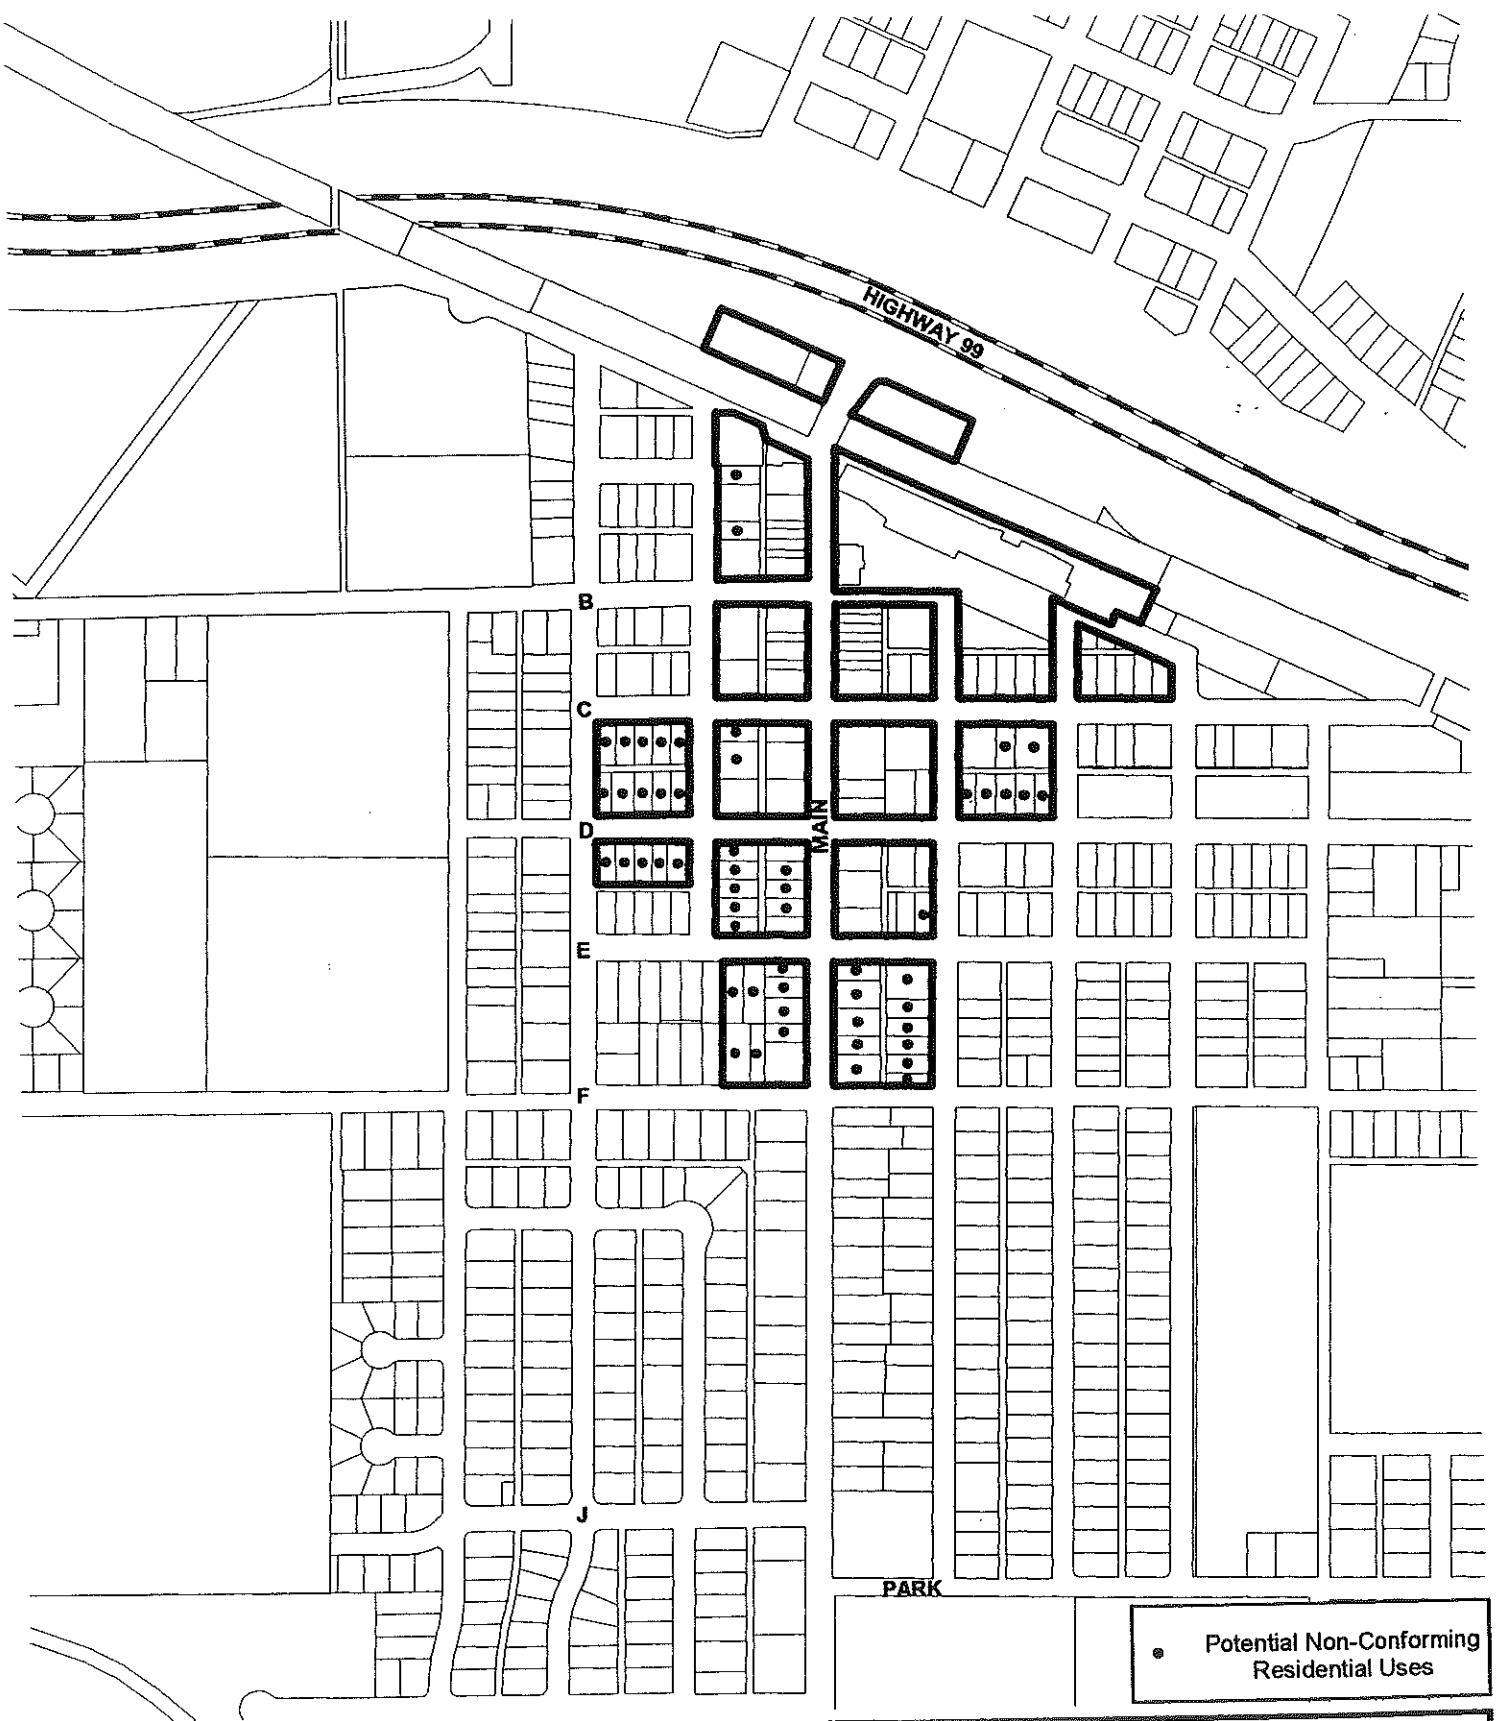 HIGHWAY 99
B
C
MAIN
D
E
F
J
PARK
Potential Non-Conforming
Residential Uses